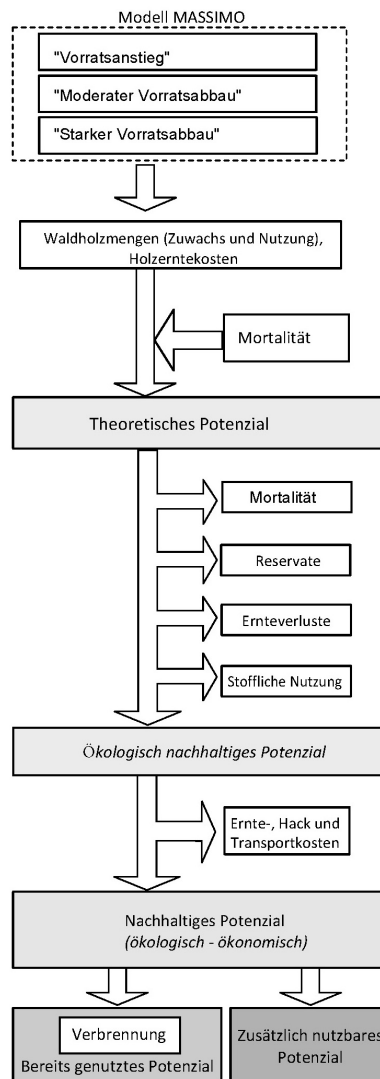 Modell MASSIMO
"Vorratsanstieg"
"Moderater Vorratsabbau"
"Starker Vorratsabbau"
Waldholzmengen (Zuwachs und Nutzung),
Holzerntekosten
Mortalität
Theoretisches Potenzial
Mortalität
Reservate
Ernteverluste
Stoffliche Nutzung
Ökologisch nachhaltiges Potenzial
Ernte-, Hack und
Transportkosten
Nachhaltiges Potenzial
(ökologisch - ökonomisch)
Verbrennung
Bereits genutztes Potenzial
Zusätzlich nutzbares
Potenzial